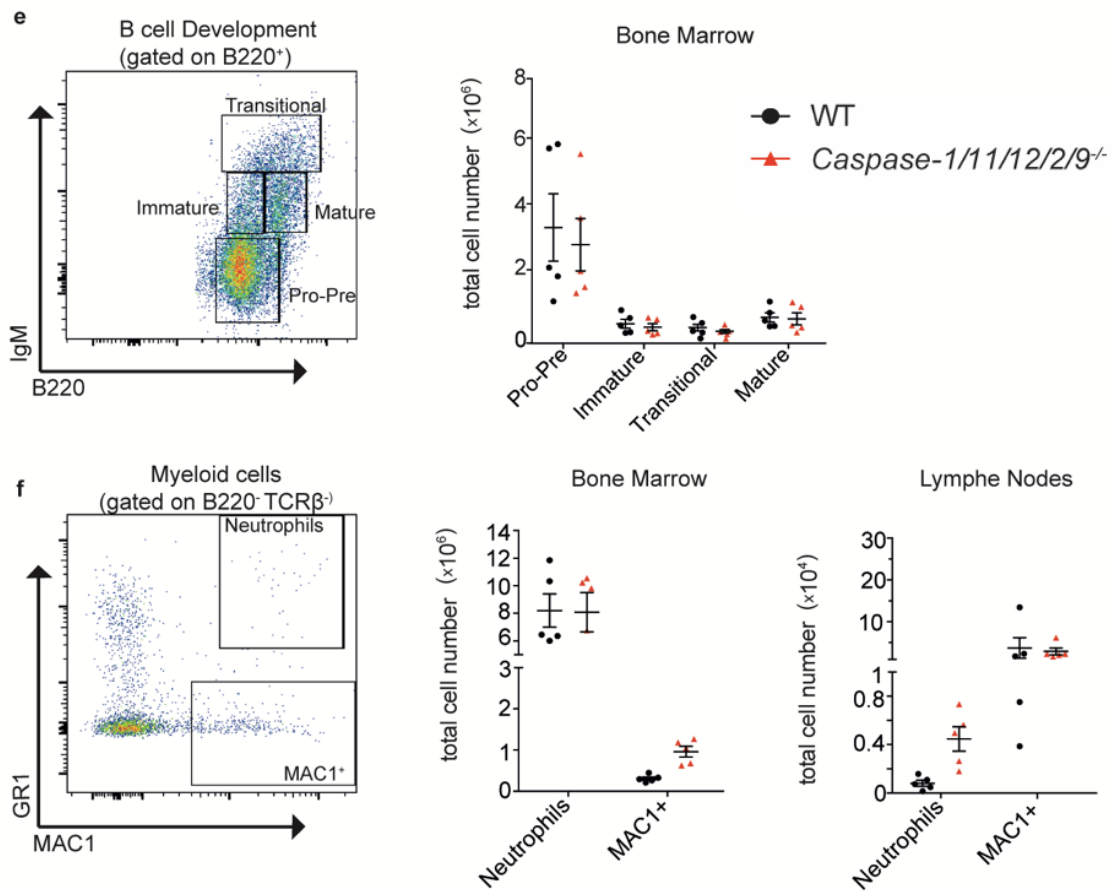 e
B cell Development
(gated on B220⁺)
Transitional
Immature
Mature
Pro-Pre
IgM
B220
Bone Marrow
total cell number (×10⁶)
8
6
4
2
0
Pro-Pre
Immature
Transitional
Mature
WT
Caspase-1/11/12/2/9⁻/⁻
f
Myeloid cells
(gated on B220⁻ TCRβ⁻)
Neutrophils
MAC1⁺
GR1
MAC1
Bone Marrow
total cell number (×10⁶)
14
12
10
8
6
3
2
1
0
Neutrophils
MAC1+
Lymphe Nodes
total cell number (×10⁴)
30
20
10
1
0.8
0.4
0
Neutrophils
MAC1+